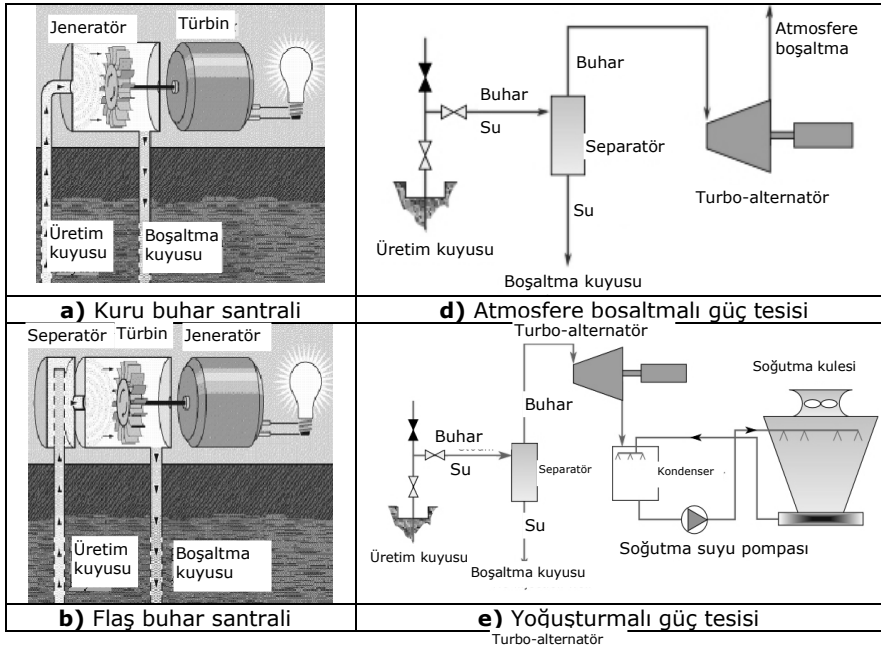 Jeneratör Türbin
Üretim kuyusu
Boşaltma kuyusu
a) Kuru buhar santrali
Atmosfere
boşaltma
Buhar
Buhar
Su
Separatör
Su
Turbo-alternatör
Üretim kuyusu
Boşaltma kuyusu
d) Atmosfere bosaltmalı güç tesisi
Seperatör Türbin Jeneratör
Üretim
kuyusu
Boşaltma
kuyusu
b) Flaş buhar santrali
Turbo-alternatör
Soğutma kulesi
Buhar
Buhar
Su
Separatör
Kondenser
Su
Soğutma suyu pompası
Üretim kuyusu
Boşaltma kuyusu
e) Yoğuşturmalı güç tesisi
Turbo-alternatör